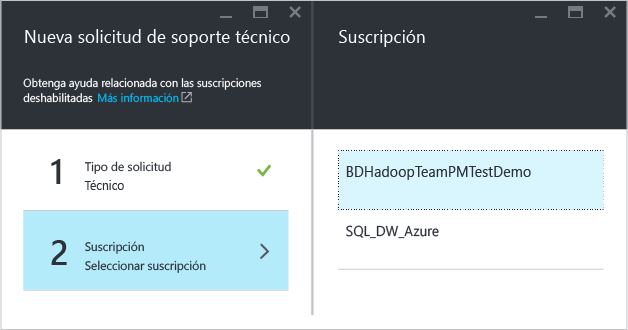 Nueva solicitud de soporte técnico
Obtenga ayuda relacionada con las suscripciones
deshabilitadas Más información
1
Tipo de solicitud
Técnico
2
Suscripción
Seleccionar suscripción
Suscripción
BDHadoopTeamPMTestDemo
SQL_DW_Azure